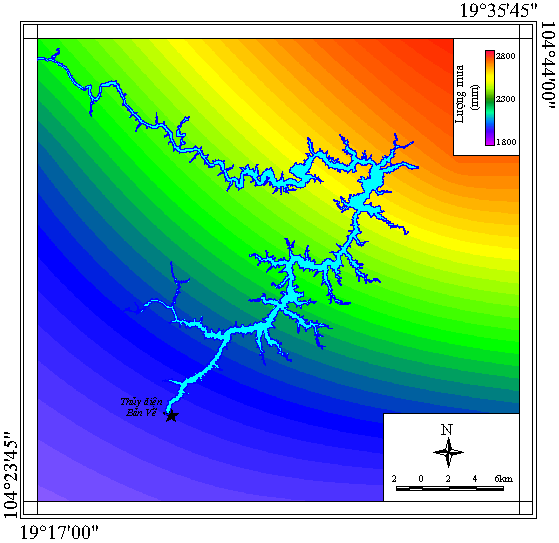 19°35'45"
104°44'00"
Lượng mưa
(mm)
2800
2300
1800
Thủy điện
Bản Vẽ
N
2 0 2 4 6km
104°23'45"
19°17'00"